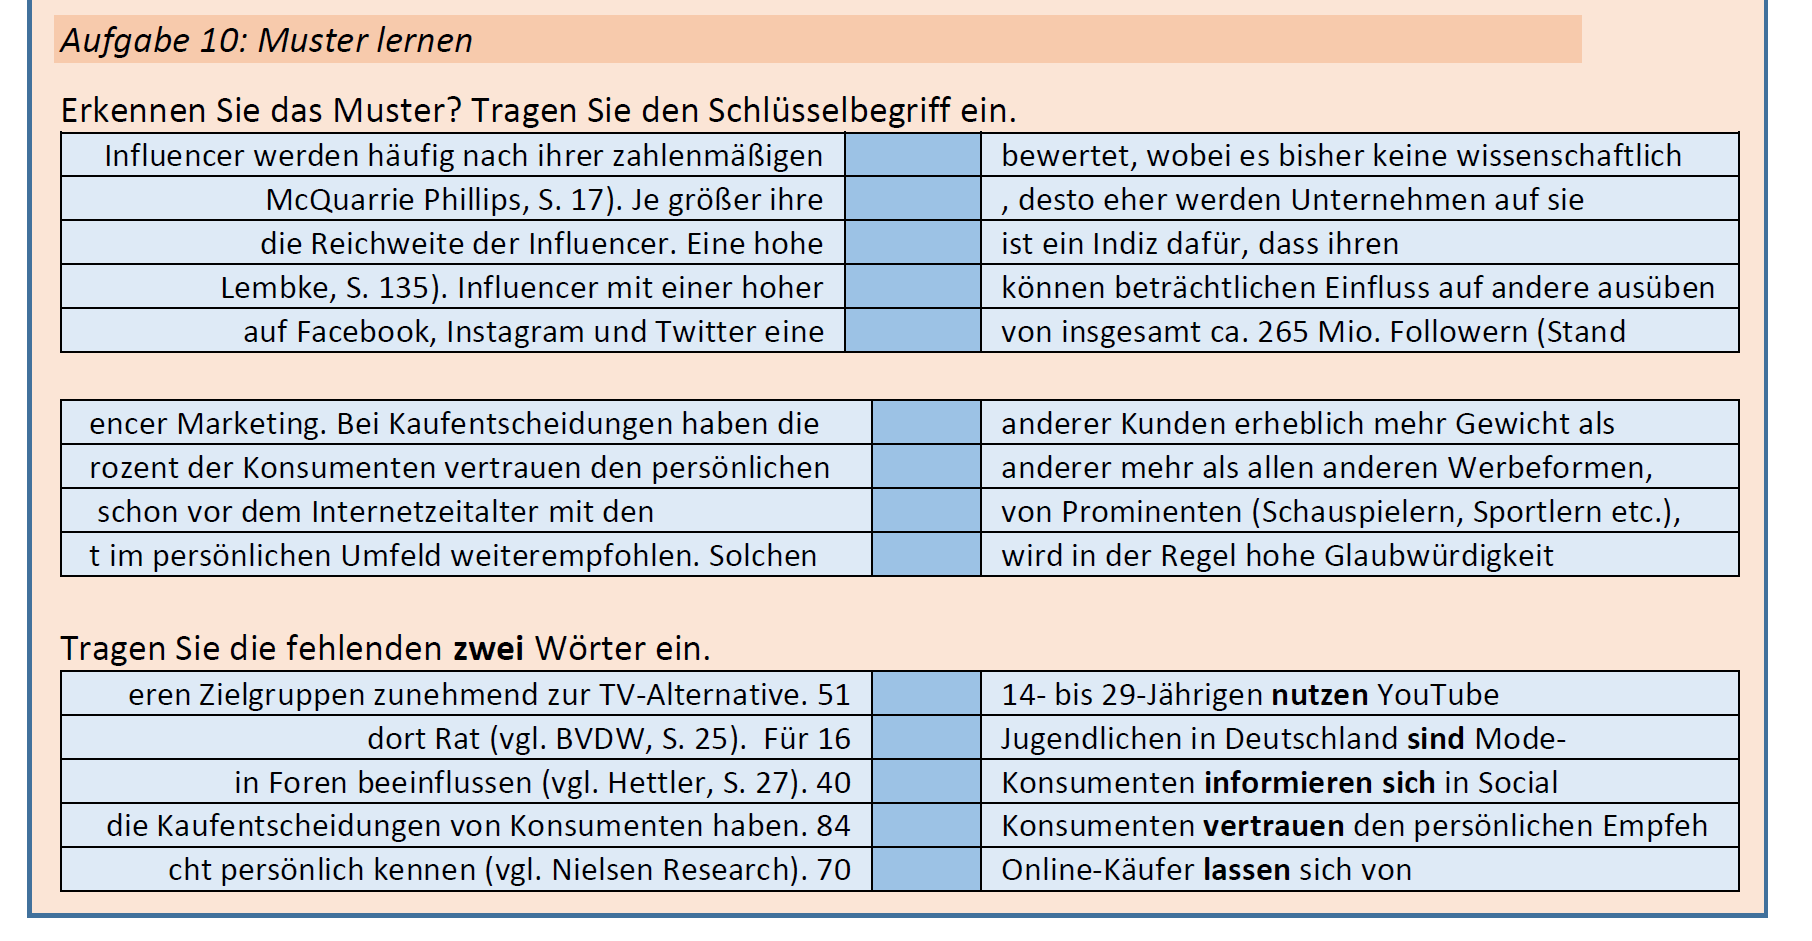 Aufgabe 10: Muster lernen
Erkennen Sie das Muster? Tragen Sie den Schlüsselbegriff ein.
Influencer werden häufig nach ihrer zahlenmäßigen bewertet, wobei es bisher keine wissenschaftlich
McQuarrie Phillips, S. 17). Je größer ihre , desto eher werden Unternehmen auf sie
die Reichweite der Influencer. Eine hohe ist ein Indiz dafür, dass ihren
Lembke, S. 135). Influencer mit einer hoher können beträchtlichen Einfluss auf andere ausüben
auf Facebook, Instagram und Twitter eine von insgesamt ca. 265 Mio. Followern (Stand
encer Marketing. Bei Kaufentscheidungen haben die anderer Kunden erheblich mehr Gewicht als
rozent der Konsumenten vertrauen den persönlichen anderer mehr als allen anderen Werbeformen,
schon vor dem Internetzeitalter mit den von Prominenten (Schauspielern, Sportlern etc.),
t im persönlichen Umfeld weiterempfohlen. Solchen wird in der Regel hohe Glaubwürdigkeit
Tragen Sie die fehlenden zwei Wörter ein.
eren Zielgruppen zunehmend zur TV-Alternative. 51 14- bis 29-Jährigen nutzen YouTube
dort Rat (vgl. BVDW, S. 25). Für 16 Jugendlichen in Deutschland sind Mode-
in Foren beeinflussen (vgl. Hettler, S. 27). 40 Konsumenten informieren sich in Social
die Kaufentscheidungen von Konsumenten haben. 84 Konsumenten vertrauen den persönlichen Empfeh
cht persönlich kennen (vgl. Nielsen Research). 70 Online-Käufer lassen sich von